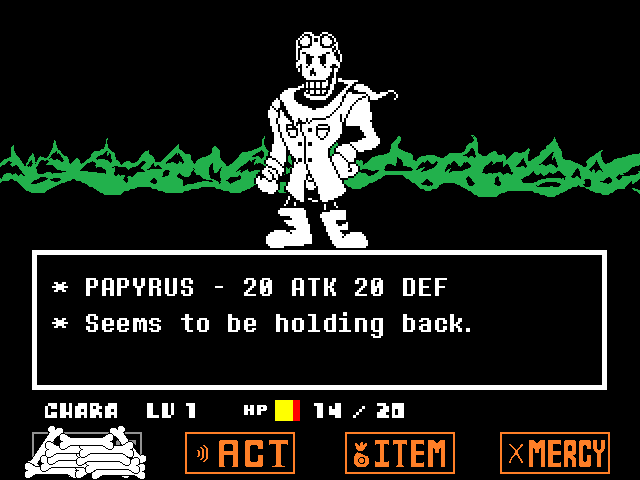 * PAPYRUS - 20 ATK 20 DEF
* Seems to be holding back.
CHARA LV 1 HP 14 / 20
ACT ITEM MERCY